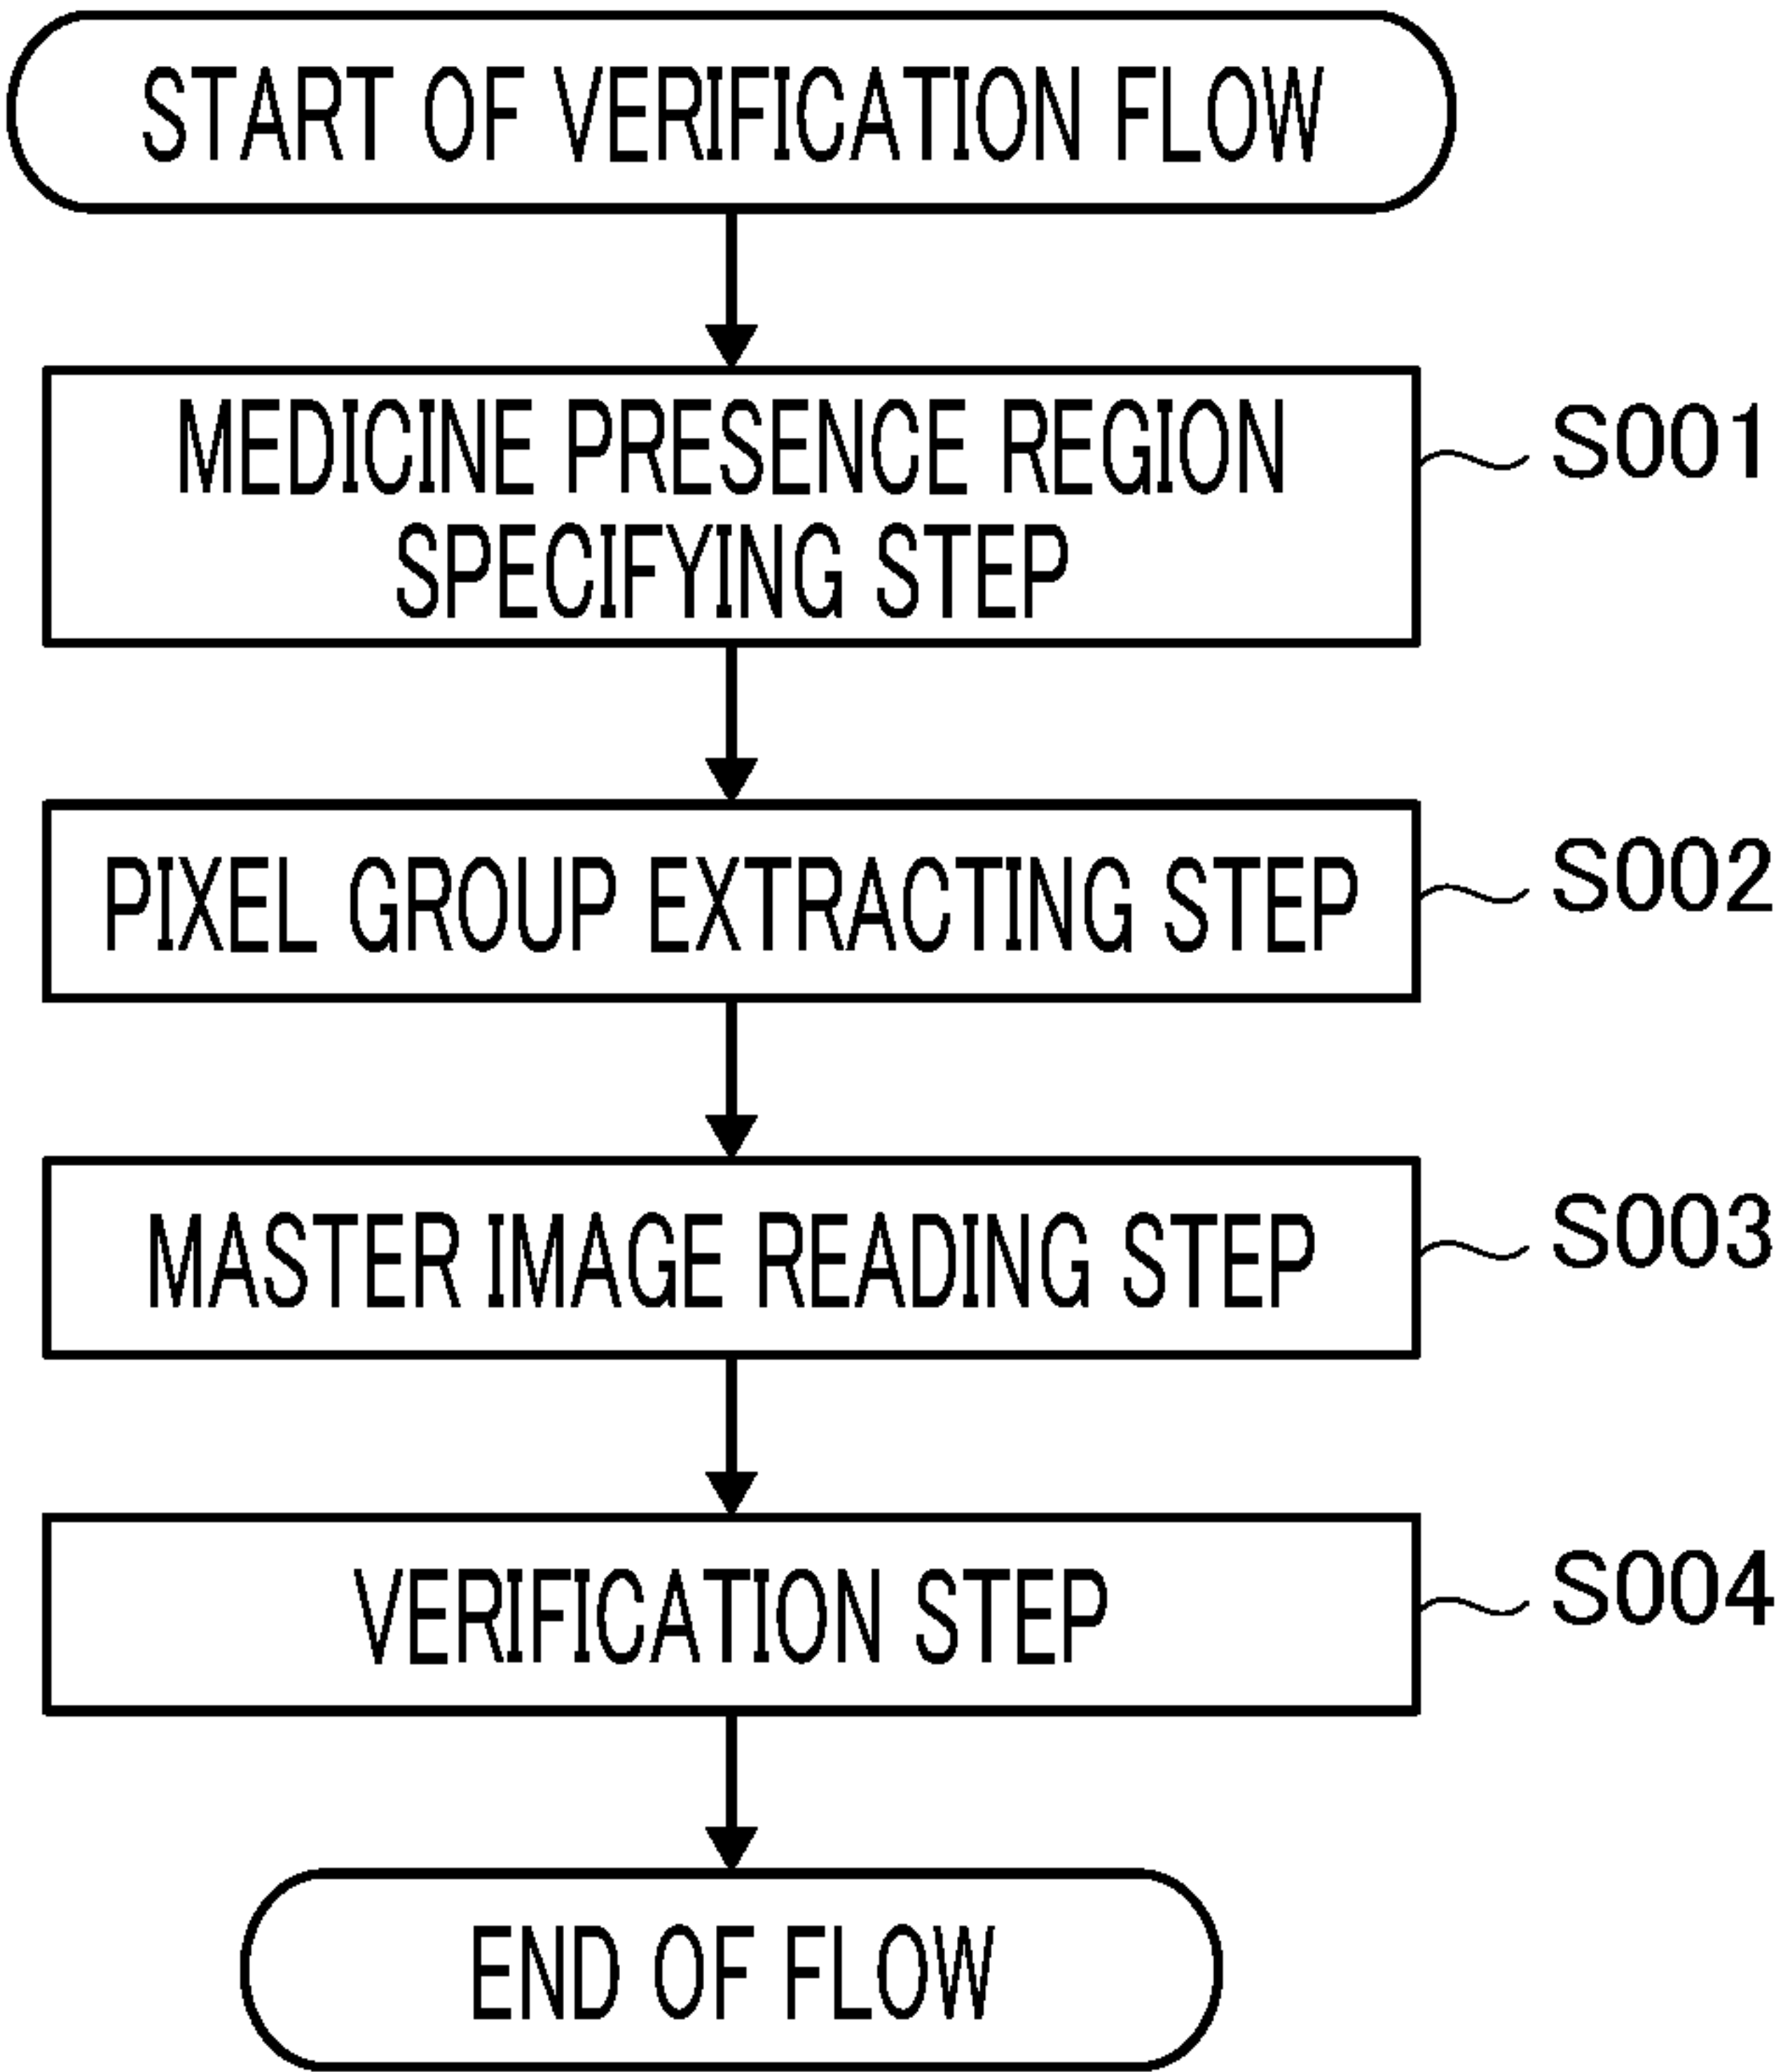 START OF VERIFICATION FLOW
MEDICINE PRESENCE REGION
SPECIFYING STEP
S001
PIXEL GROUP EXTRACTING STEP
S002
MASTER IMAGE READING STEP
S003
VERIFICATION STEP
S004
END OF FLOW